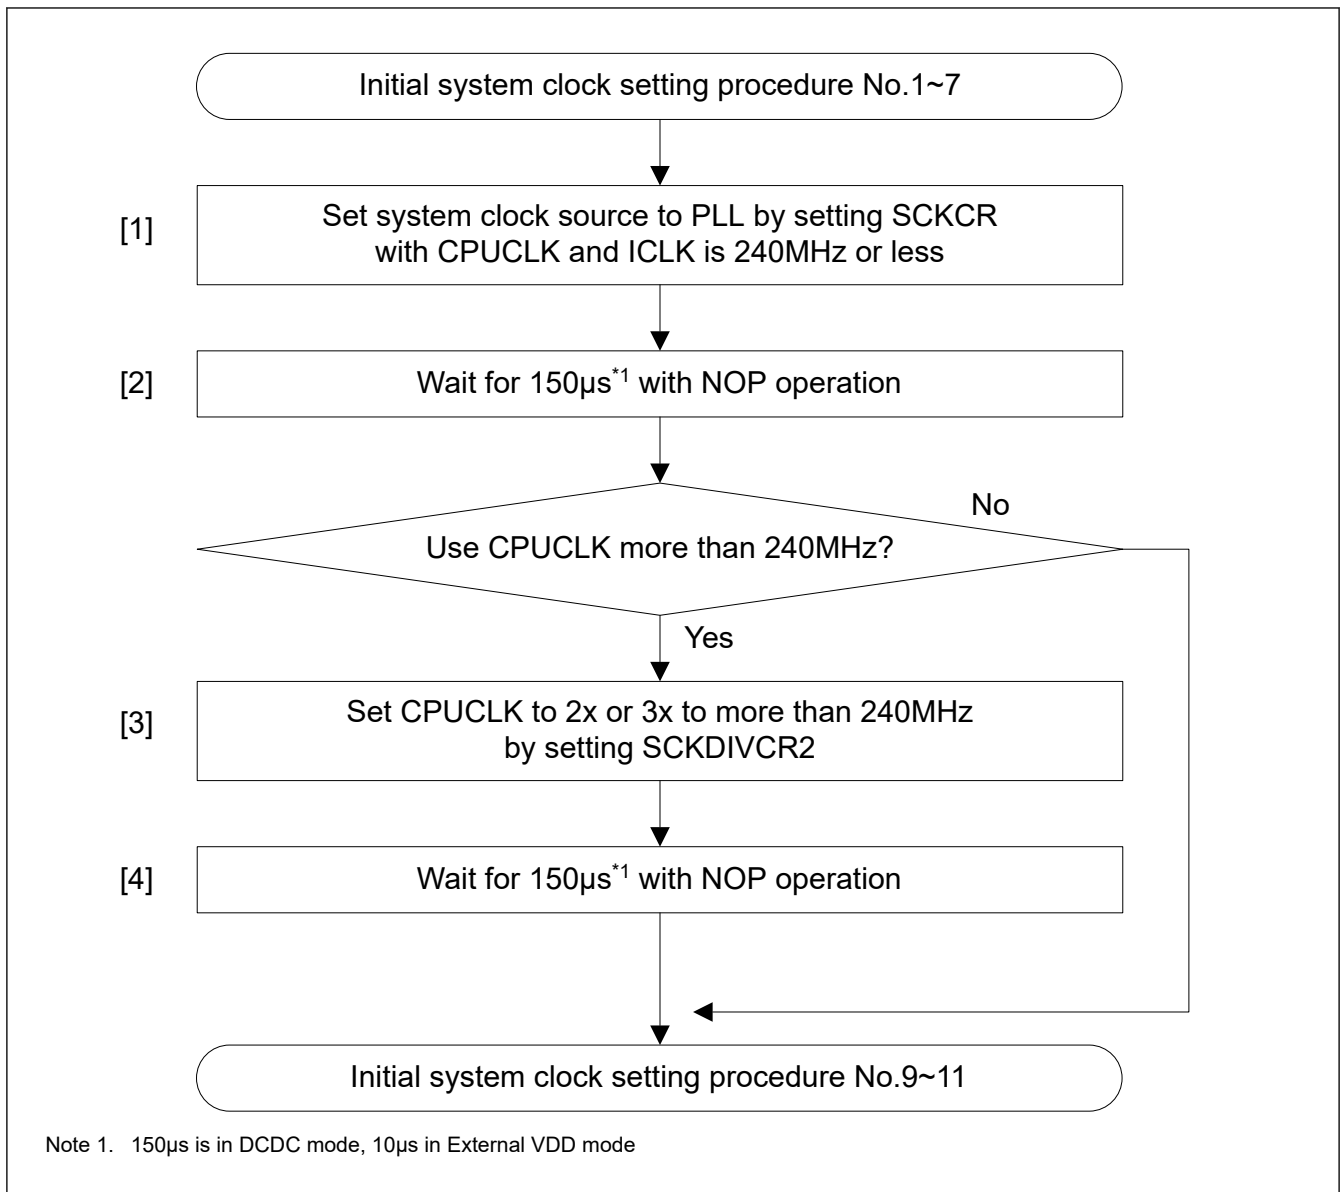 Initial system clock setting procedure No.1~7
[1]
Set system clock source to PLL by setting SCKCR
with CPUCLK and ICLK is 240MHz or less
[2]
Wait for 150µs*1 with NOP operation
No
Use CPUCLK more than 240MHz?
Yes
[3]
Set CPUCLK to 2x or 3x to more than 240MHz
by setting SCKDIVCR2
[4]
Wait for 150µs*1 with NOP operation
Initial system clock setting procedure No.9~11
Note 1. 150µs is in DCDC mode, 10µs in External VDD mode